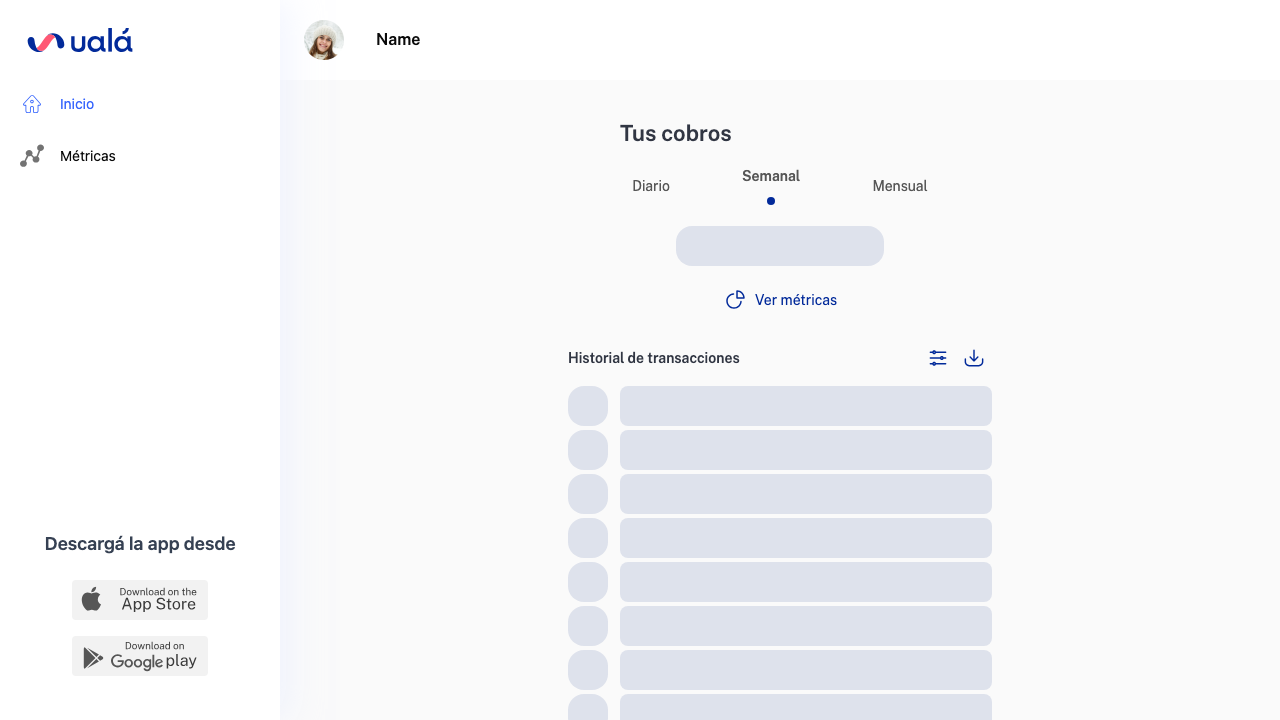 ualá
Name
Inicio
Métricas
Tus cobros
Diario
Semanal
Mensual
Ver métricas
Historial de transacciones
Descargá la app desde
Download on the
App Store
Download on
Google play